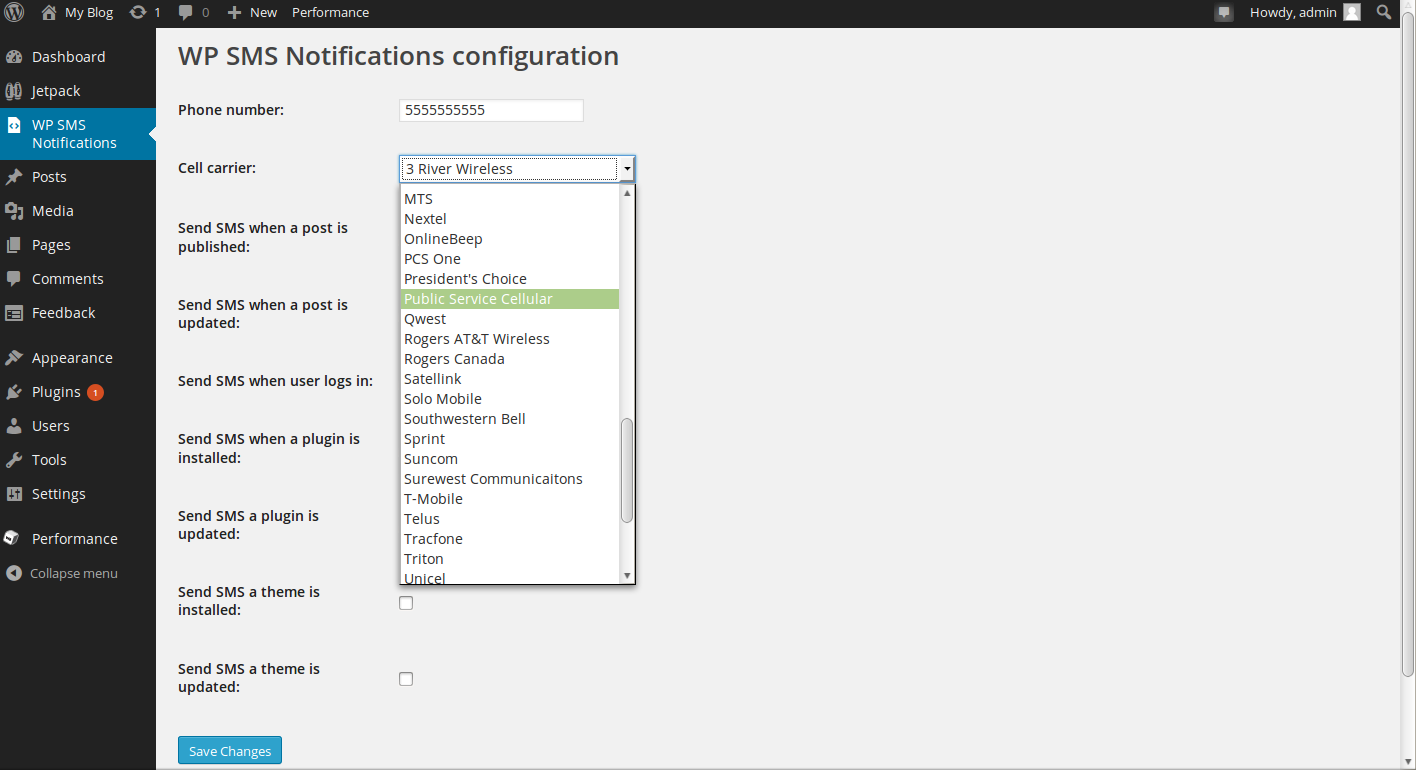 My Blog 1 0 New Performance Howdy, admin
Dashboard
Jetpack
WP SMS
Notifications
Posts
Media
Pages
Comments
Feedback
Appearance
Plugins 1
Users
Tools
Settings
Performance
Collapse menu
WP SMS Notifications configuration
Phone number: 5555555555
Cell carrier: 3 River Wireless
MTS
Nextel
OnlineBeep
PCS One
President's Choice
Public Service Cellular
Qwest
Rogers AT&T Wireless
Rogers Canada
Satellink
Solo Mobile
Southwestern Bell
Sprint
Suncom
Surewest Communicaitons
T-Mobile
Telus
Tracfone
Triton
Unicel
Send SMS when a post is
published:
Send SMS when a post is
updated:
Send SMS when user logs in:
Send SMS when a plugin is
installed:
Send SMS a plugin is
updated:
Send SMS a theme is
installed:
Send SMS a theme is
updated:
Save Changes